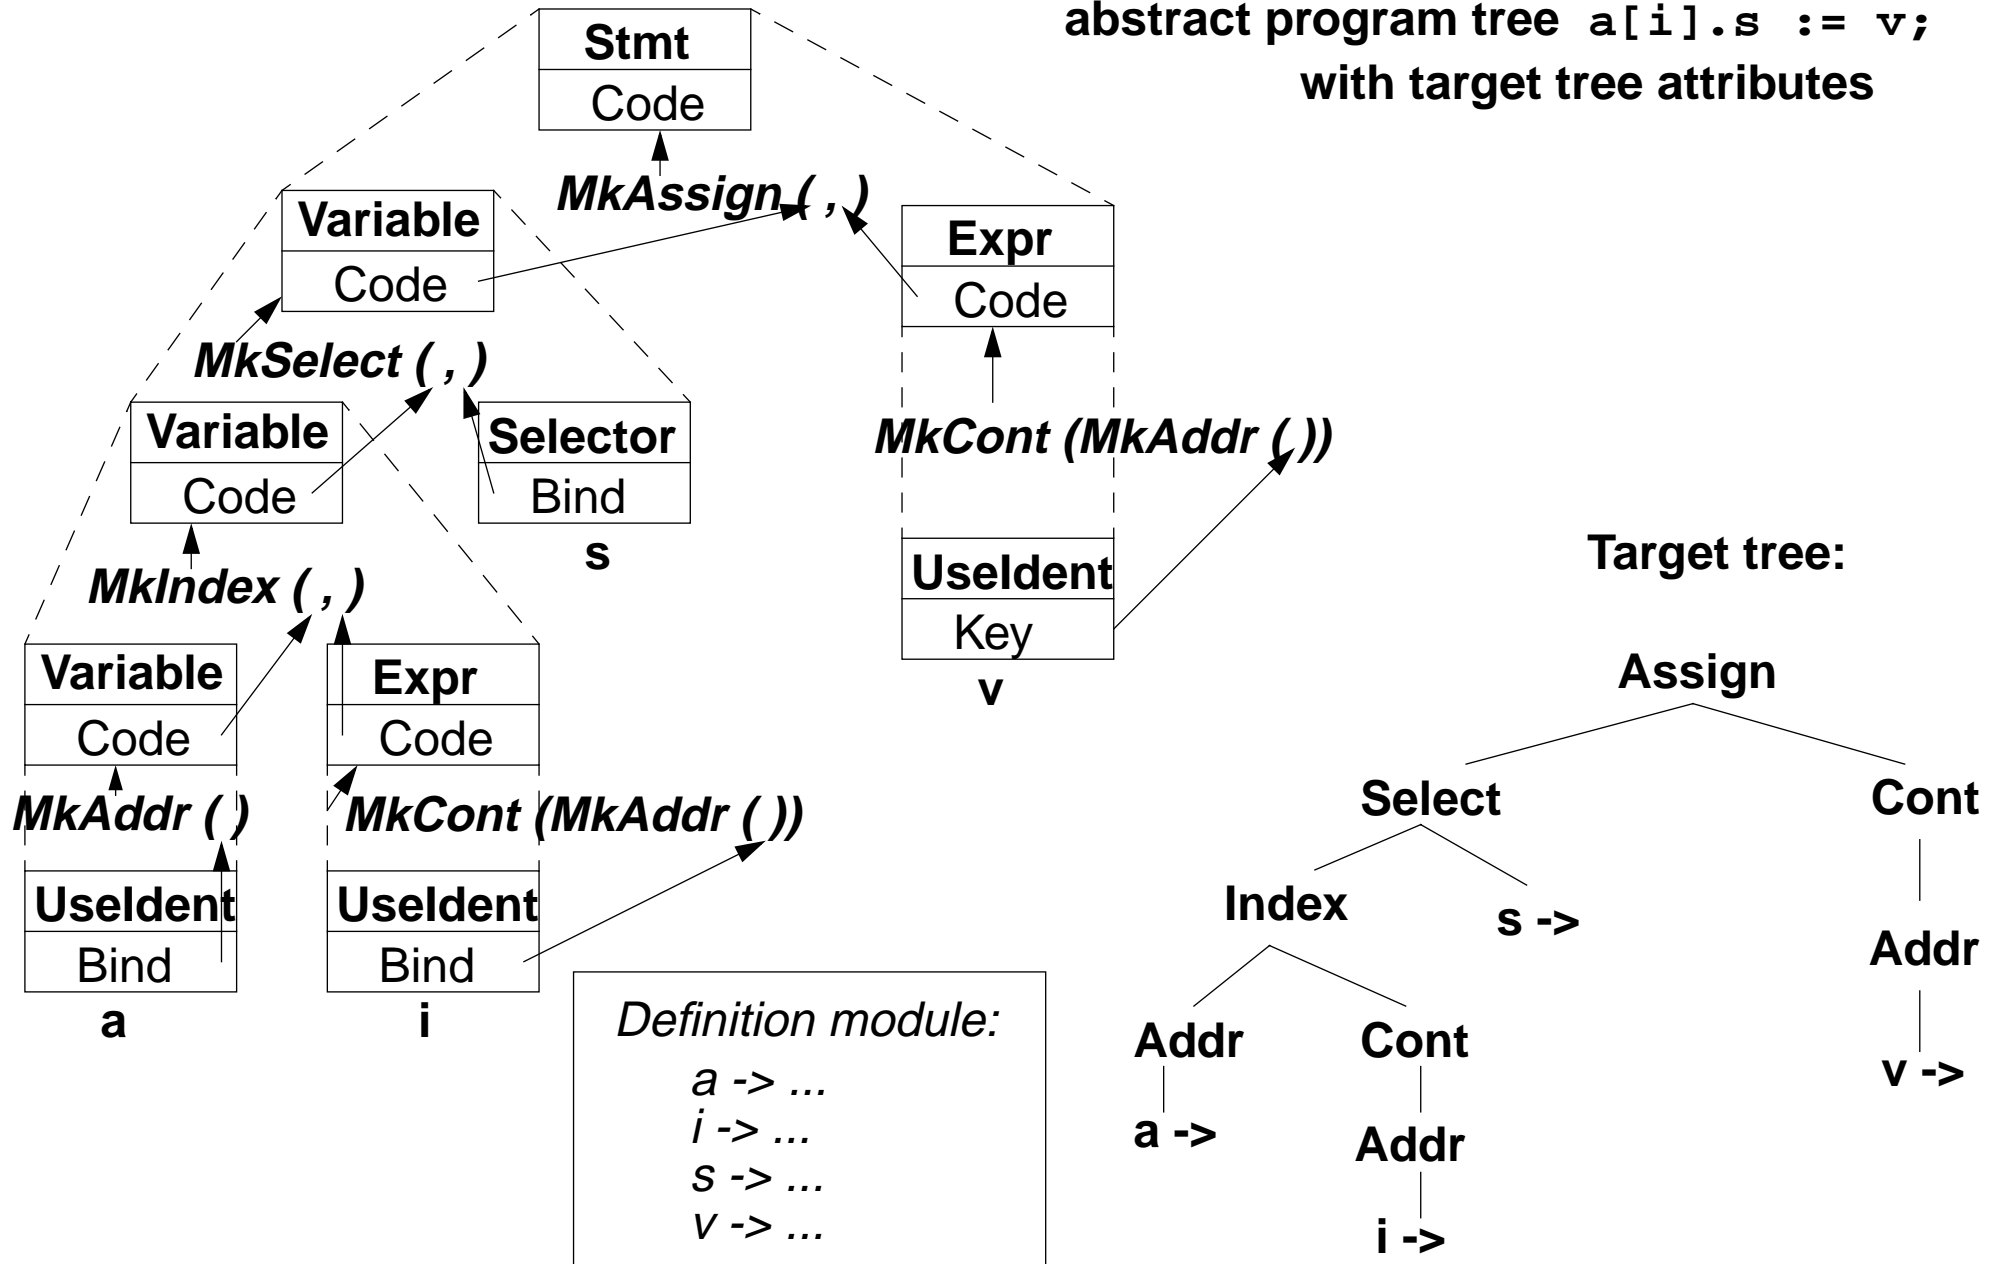 abstract program tree a[i].s := v;
with target tree attributes
Stmt
Code
MkAssign ( , )
Variable
Code
Expr
Code
MkSelect ( , )
Variable
Code
Selector
Bind
s
MkCont (MkAddr ( ))
MkIndex ( , )
UseIdent
Key
v
Variable
Code
Expr
Code
MkAddr ( )
MkCont (MkAddr ( ))
UseIdent
Bind
a
UseIdent
Bind
i
Definition module:
a -> ...
i -> ...
s -> ...
v -> ...
Target tree:
Assign
Select
Cont
Index
s ->
Addr
Addr
Cont
v ->
a ->
Addr
i ->